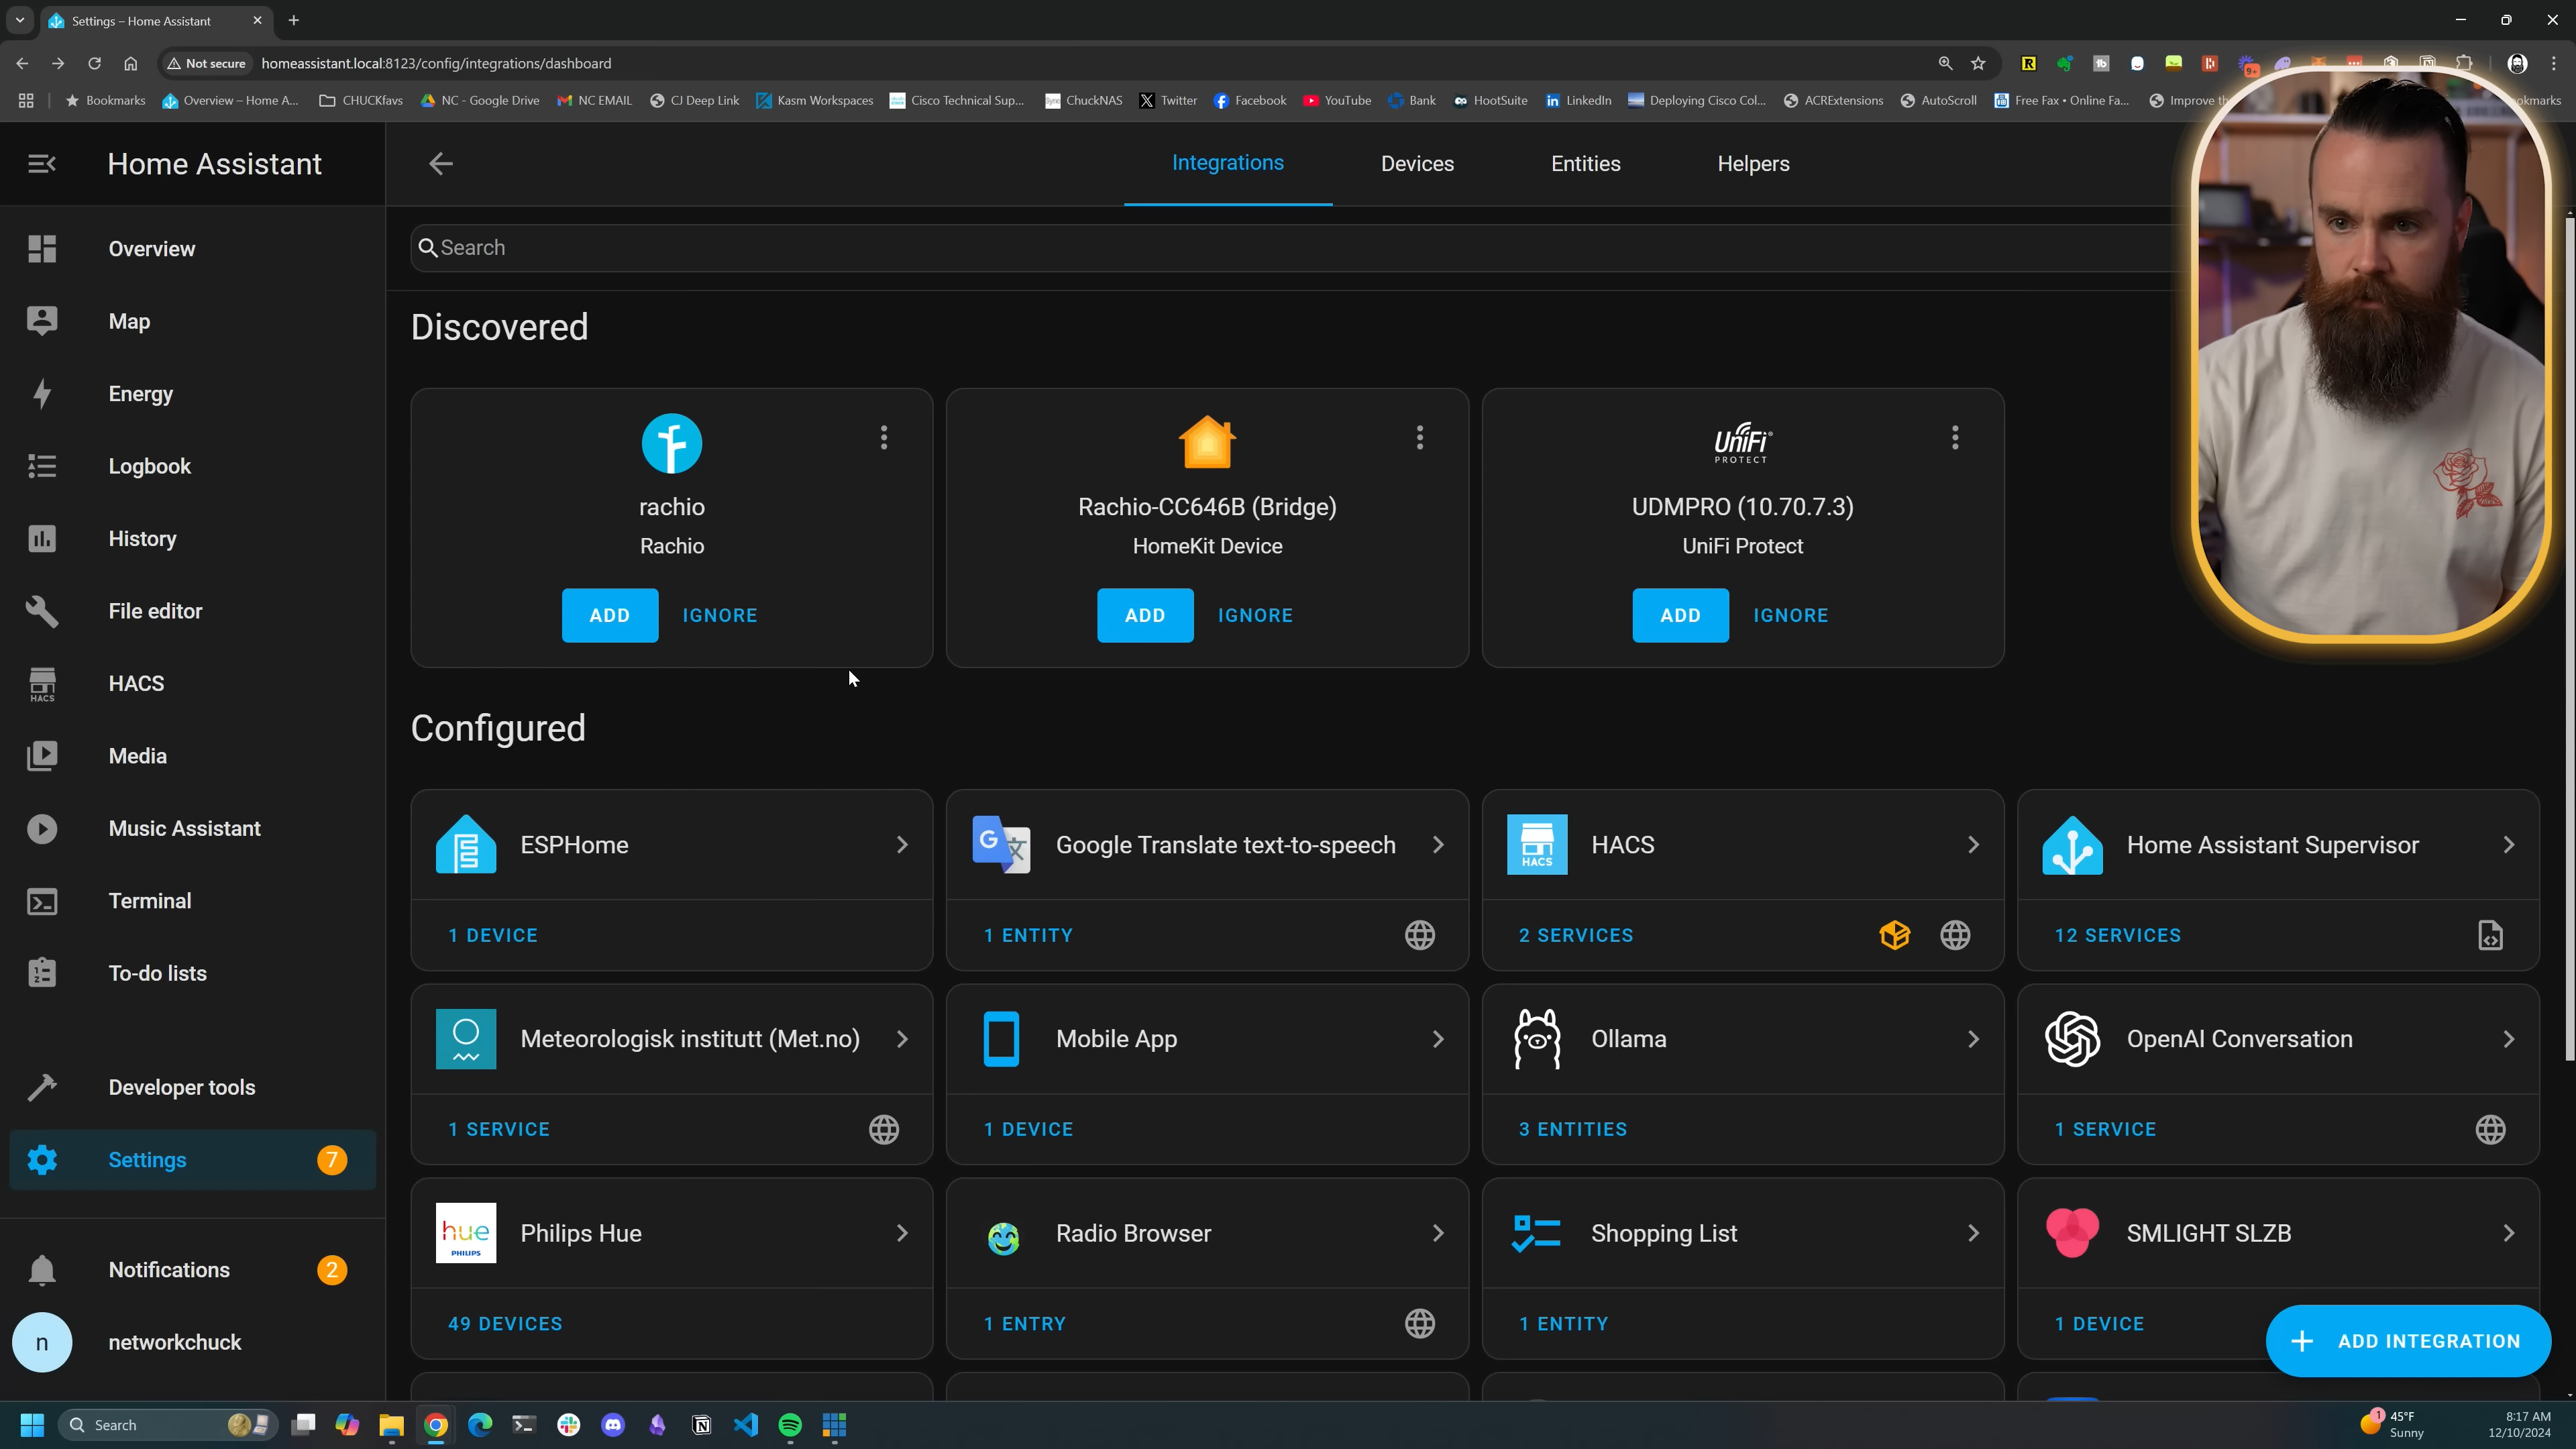 Settings – Home Assistant
Not secure
homeassistant.local:8123/config/integrations/dashboard
Bookmarks
Overview – Home A...
CHUCKfavs
NC - Google Drive
NC EMAIL
CJ Deep Link
Kasm Workspaces
Cisco Technical Sup...
ChuckNAS
Twitter
Facebook
YouTube
Bank
HootSuite
LinkedIn
Deploying Cisco Col...
ACRExtensions
AutoScroll
Free Fax • Online Fa...
Improve
Home Assistant
Integrations
Devices
Entities
Helpers
Overview
Map
Energy
Logbook
History
File editor
HACS
HACS
Media
Music Assistant
Terminal
To-do lists
Developer tools
Settings
7
Notifications
2
n
networkchuck
Search
Discovered
rachio
Rachio
ADD
IGNORE
Rachio-CC646B (Bridge)
HomeKit Device
ADD
IGNORE
UniFi
PROTECT
UDMPRO (10.70.7.3)
UniFi Protect
ADD
IGNORE
Configured
ESPHome
1 DEVICE
Google Translate text-to-speech
1 ENTITY
HACS
HACS
2 SERVICES
Home Assistant Supervisor
12 SERVICES
Meteorologisk institutt (Met.no)
1 SERVICE
Mobile App
1 DEVICE
Ollama
3 ENTITIES
OpenAI Conversation
1 SERVICE
hue
PHILIPS
Philips Hue
49 DEVICES
Radio Browser
1 ENTRY
Shopping List
1 ENTITY
SMLIGHT SLZB
1 DEVICE
ADD INTEGRATION
Search
1
45°F
Sunny
8:17 AM
12/10/2024